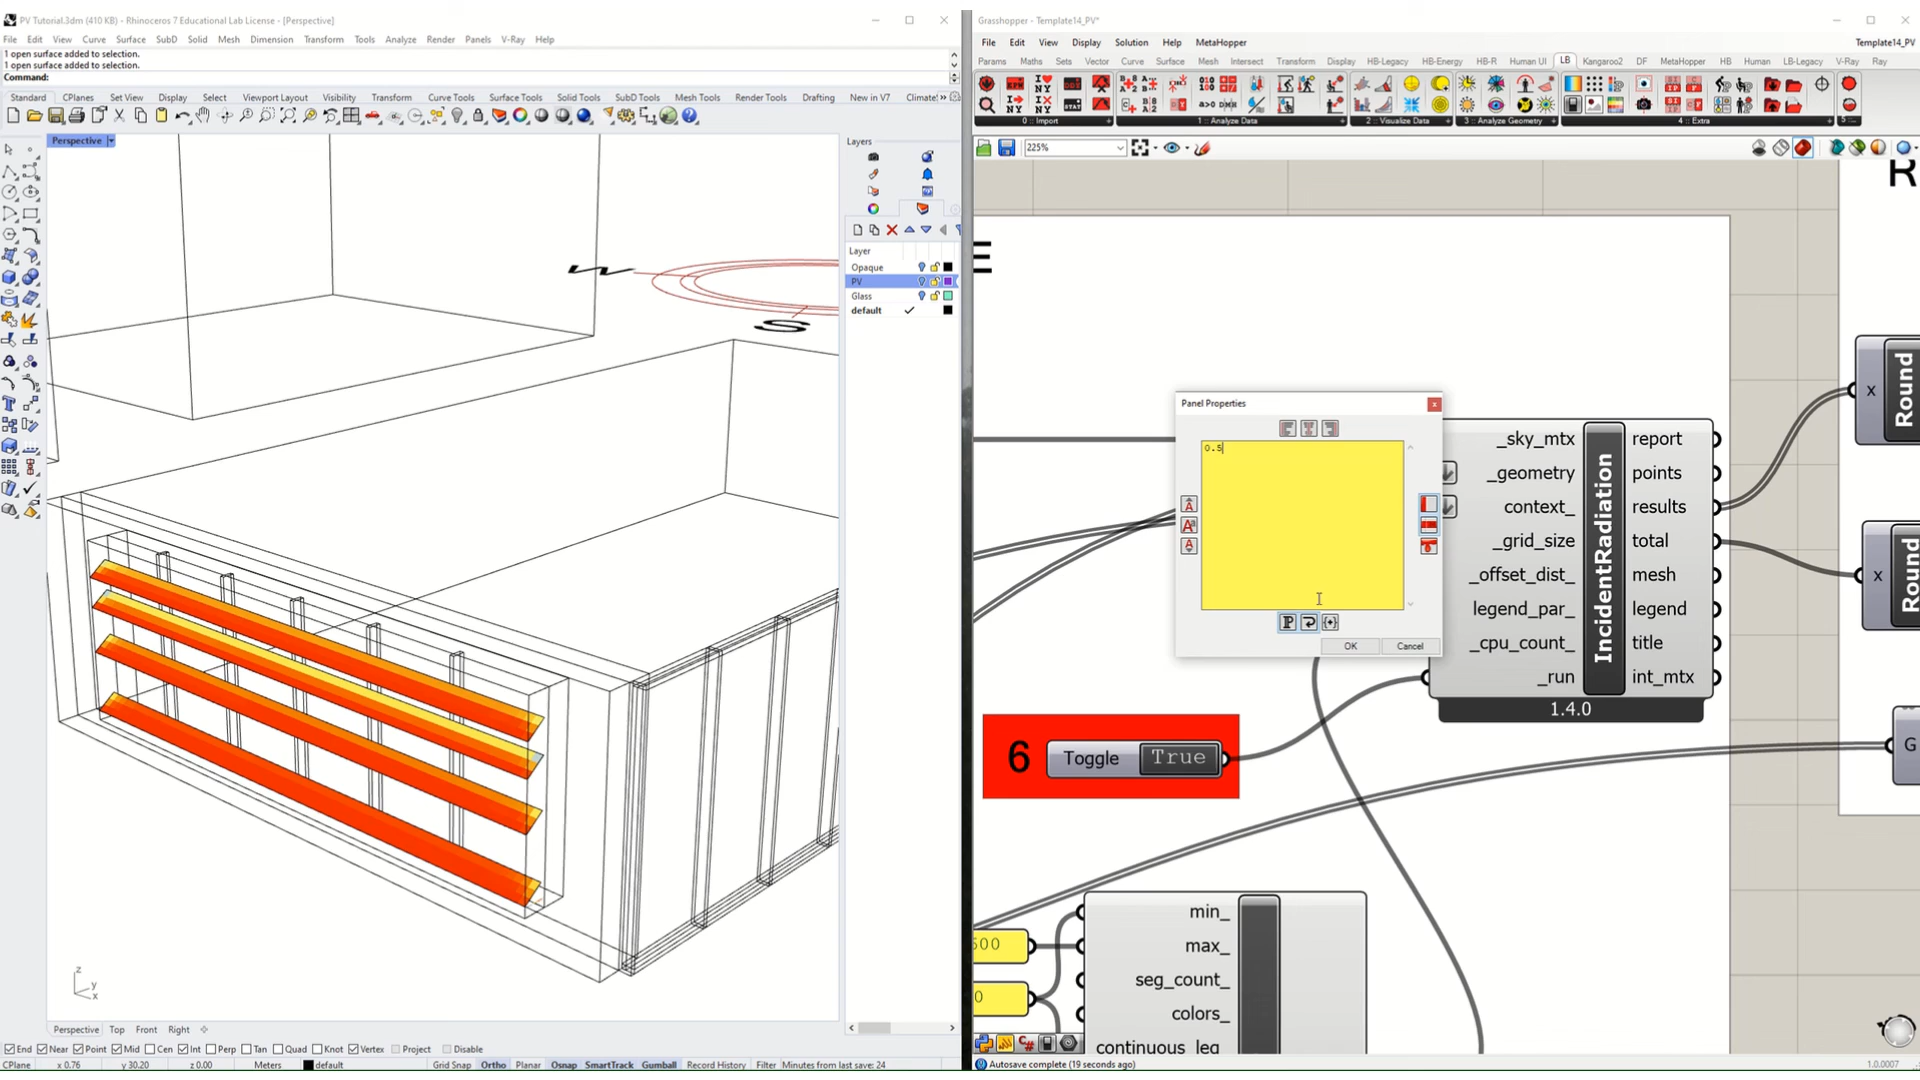 PV Tutorial.3dm (410 KB) - Rhinoceros 7 Educational Lab License - [Perspective]
File Edit View Curve Surface SubD Solid Mesh Dimension Transform Tools Analyze Render Panels V-Ray Help
1 open surface added to selection.
1 open surface added to selection.
Command:
Standard CPlanes Set View Display Select Viewport Layout Visibility Transform Curve Tools Surface Tools Solid Tools SubD Tools Mesh Tools Render Tools Drafting New in V7 Climate
Perspective
Layers
Layer
Opaque
PV
Glass
default
S
z
y
x
Perspective Top Front Right
End Near Point Mid Cen Int Perp Tan Quad Knot Vertex Project Disable
CPlane x 0.76 y 30.20 z 0.00 Meters default Grid Snap Ortho Planar Osnap SmartTrack Gumball Record History Filter Minutes from last save: 24
Grasshopper - Template14_PV*
File Edit View Display Solution Help MetaHopper Template14_PV
Params Maths Sets Vector Curve Surface Mesh Intersect Transform Display HB-Legacy HB-Energy HB-R Human UI LB Kangaroo2 DF MetaHopper HB Human LB-Legacy V-Ray Ray
0 :: Import 1 :: Analyze Data 2 :: Visualize Data 3 :: Analyze Geometry 4 :: Extra 5 ::
225%
R
E
Panel Properties
0.5
OK Cancel
_sky_mtx
_geometry
context_
_grid_size
_offset_dist_
legend_par_
_cpu_count_
_run
IncidentRadiation
report
points
results
total
mesh
legend
title
int_mtx
1.4.0
x Round
x Round
G
6 Toggle True
500
0
min_
max_
seg_count_
colors_
continuous_leg
Autosave complete (19 seconds ago)
1.0.0007